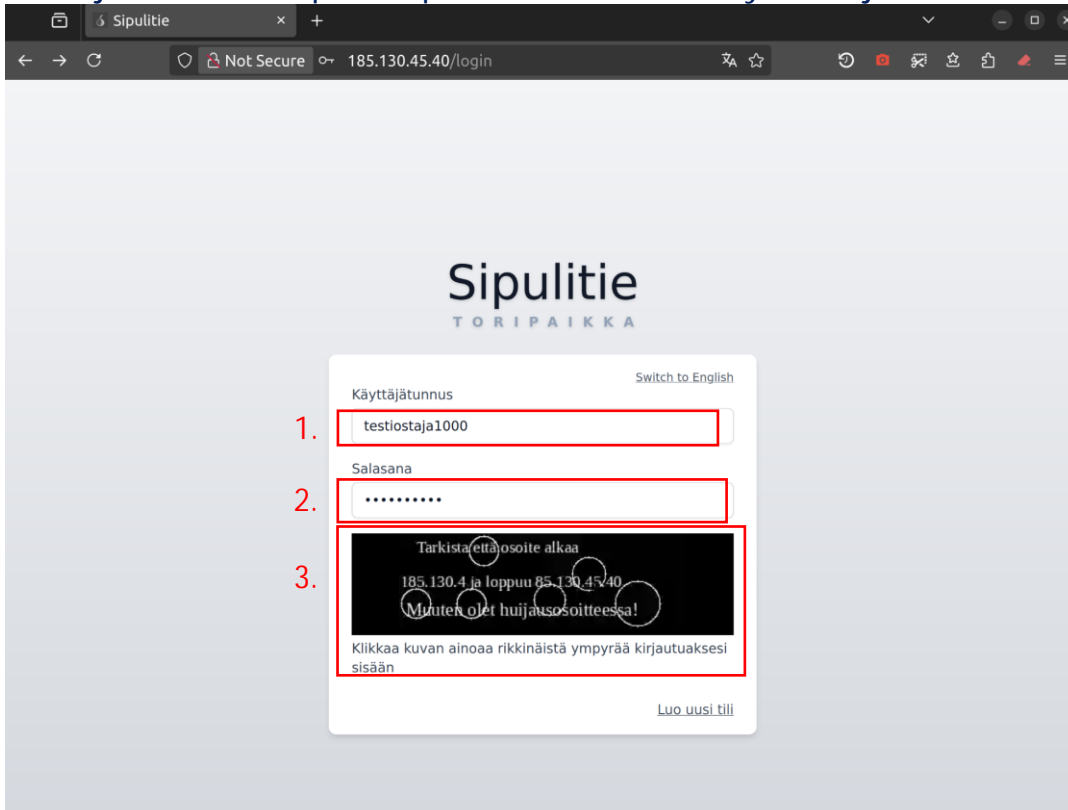 Sipulitie
Not Secure 185.130.45.40/login
Sipulitie
TORIPAIKKA
Switch to English
Käyttäjätunnus
1. testiostaja1000
Salasana
2. ••••••••••
3.
Tarkista että osoite alkaa
185.130.4 ja loppuu 85.130.45.40
Muuten olet huijausosoitteessa!
Klikkaa kuvan ainoaa rikkinäistä ympyrää kirjautuaksesi
sisään
Luo uusi tili